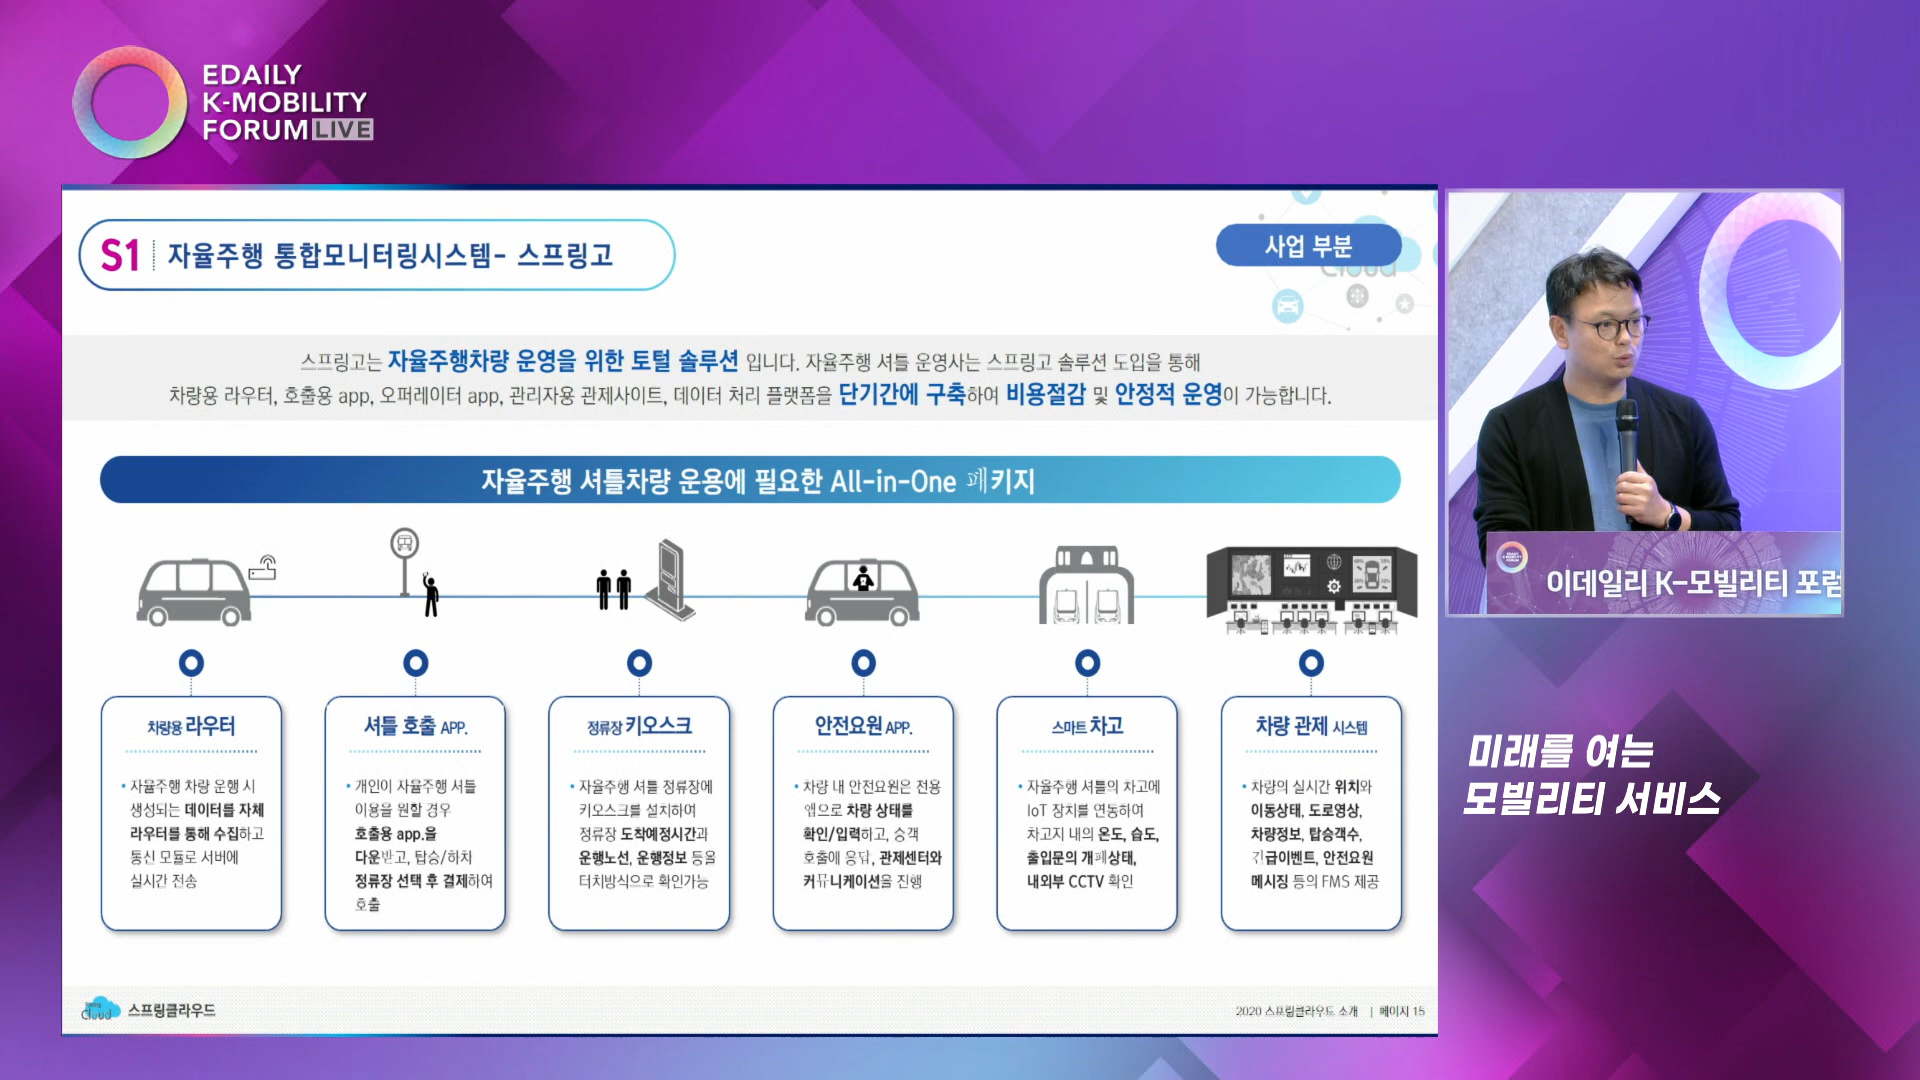 EDAILY
K-MOBILITY
FORUM LIVE
S1 자율주행 통합모니터링시스템- 스프링고
사업 부분
Cloud
스프링고는 자율주행차량 운영을 위한 토털 솔루션 입니다. 자율주행 셔틀 운영사는 스프링고 솔루션 도입을 통해
차량용 라우터, 호출용 app, 오퍼레이터 app, 관리자용 관제사이트, 데이터 처리 플랫폼을 단기간에 구축하여 비용절감 및 안정적 운영이 가능합니다.
자율주행 셔틀차량 운용에 필요한 All-in-One 패키지
차량용 라우터
• 자율주행 차량 운행 시
생성되는 데이터를 자체
라우터를 통해 수집하고
통신 모듈로 서버에
실시간 전송
셔틀 호출 APP.
• 개인이 자율주행 셔틀
이용을 원할 경우
호출용 app.을
다운받고, 탑승/하차
정류장 선택 후 결제하여
호출
정류장 키오스크
• 자율주행 셔틀 정류장에
키오스크를 설치하여
정류장 도착예정시간과
운행노선, 운행정보 등을
터치방식으로 확인가능
안전요원 APP.
• 차량 내 안전요원은 전용
앱으로 차량 상태를
확인/입력하고, 승객
호출에 응답, 관제센터와
커뮤니케이션을 진행
스마트 차고
• 자율주행 셔틀의 차고에
IoT 장치를 연동하여
차고지 내의 온도, 습도,
출입문의 개폐상태,
내외부 CCTV 확인
차량 관제 시스템
• 차량의 실시간 위치와
이동상태, 도로영상,
차량정보, 탑승객수,
긴급이벤트, 안전요원
메시징 등의 FMS 제공
Cloud 스프링클라우드
2020 스프링클라우드 소개 | 페이지 15
이데일리 K-모빌리티 포럼
미래를 여는
모빌리티 서비스